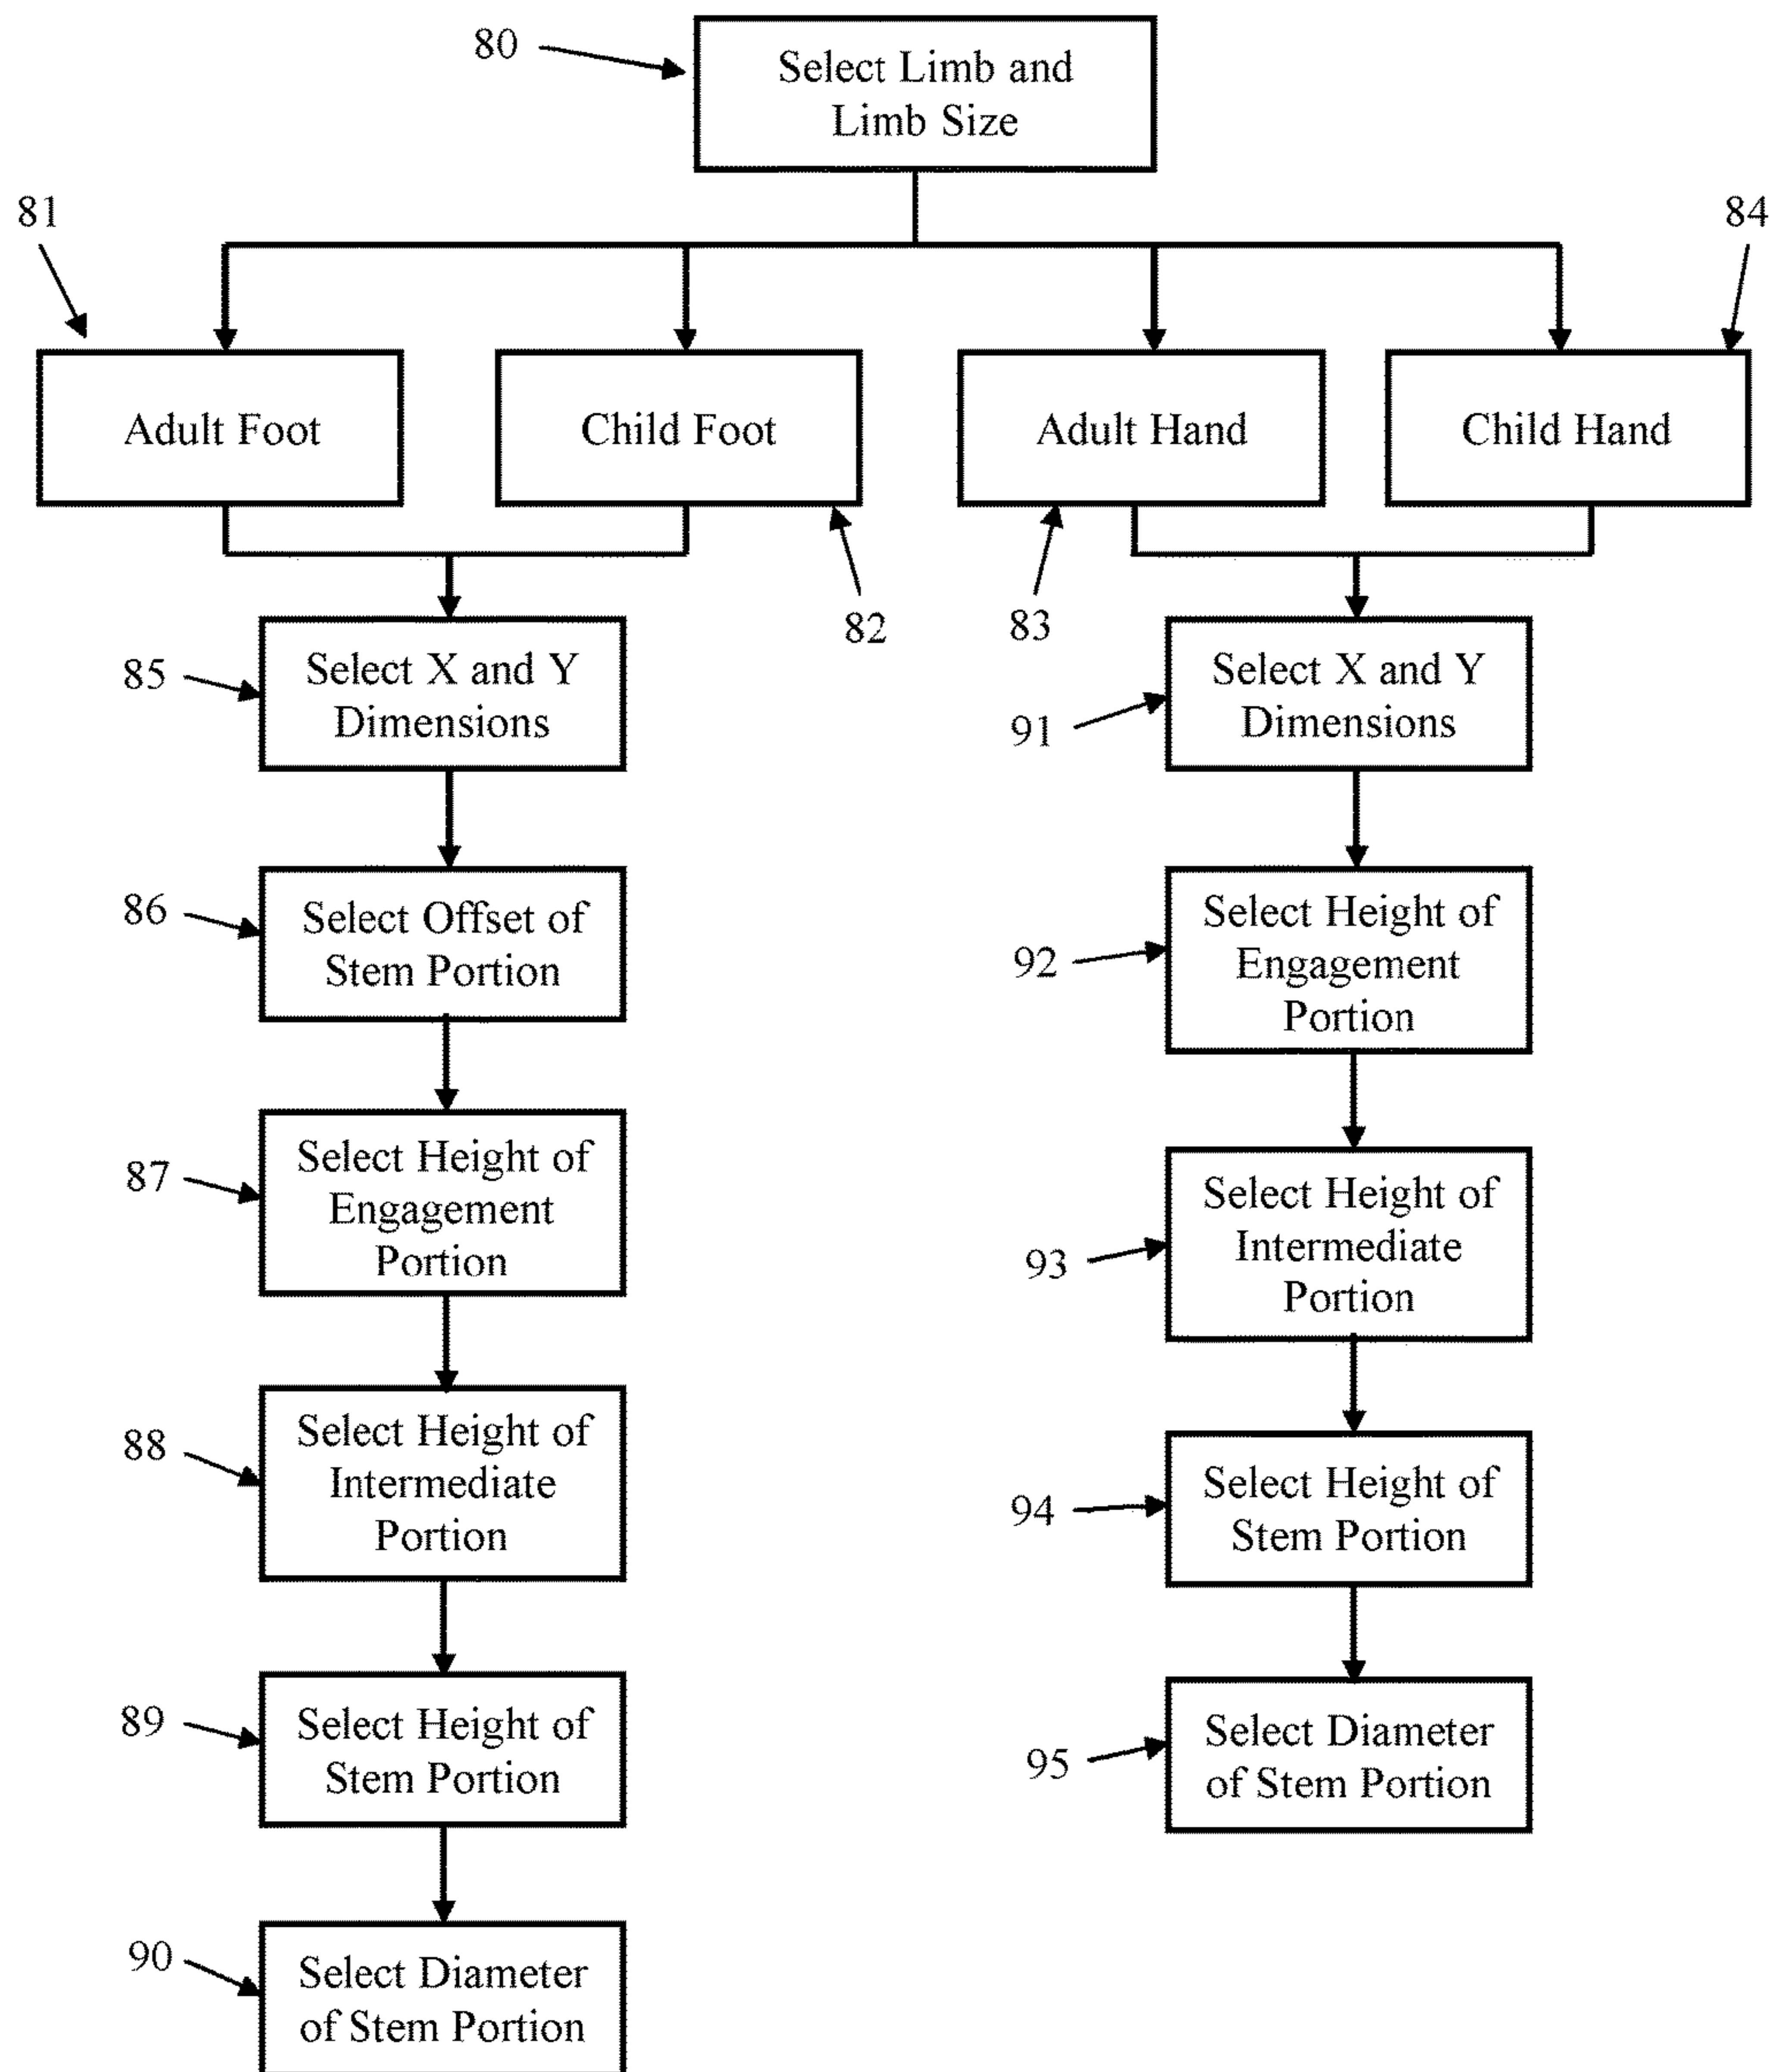 80
Select Limb and
Limb Size
81
84
Adult Foot
Child Foot
Adult Hand
Child Hand
82
83
85
Select X and Y
Dimensions
91
Select X and Y
Dimensions
86
Select Offset of
Stem Portion
92
Select Height of
Engagement
Portion
87
Select Height of
Engagement
Portion
93
Select Height of
Intermediate
Portion
88
Select Height of
Intermediate
Portion
94
Select Height of
Stem Portion
89
Select Height of
Stem Portion
95
Select Diameter
of Stem Portion
90
Select Diameter
of Stem Portion